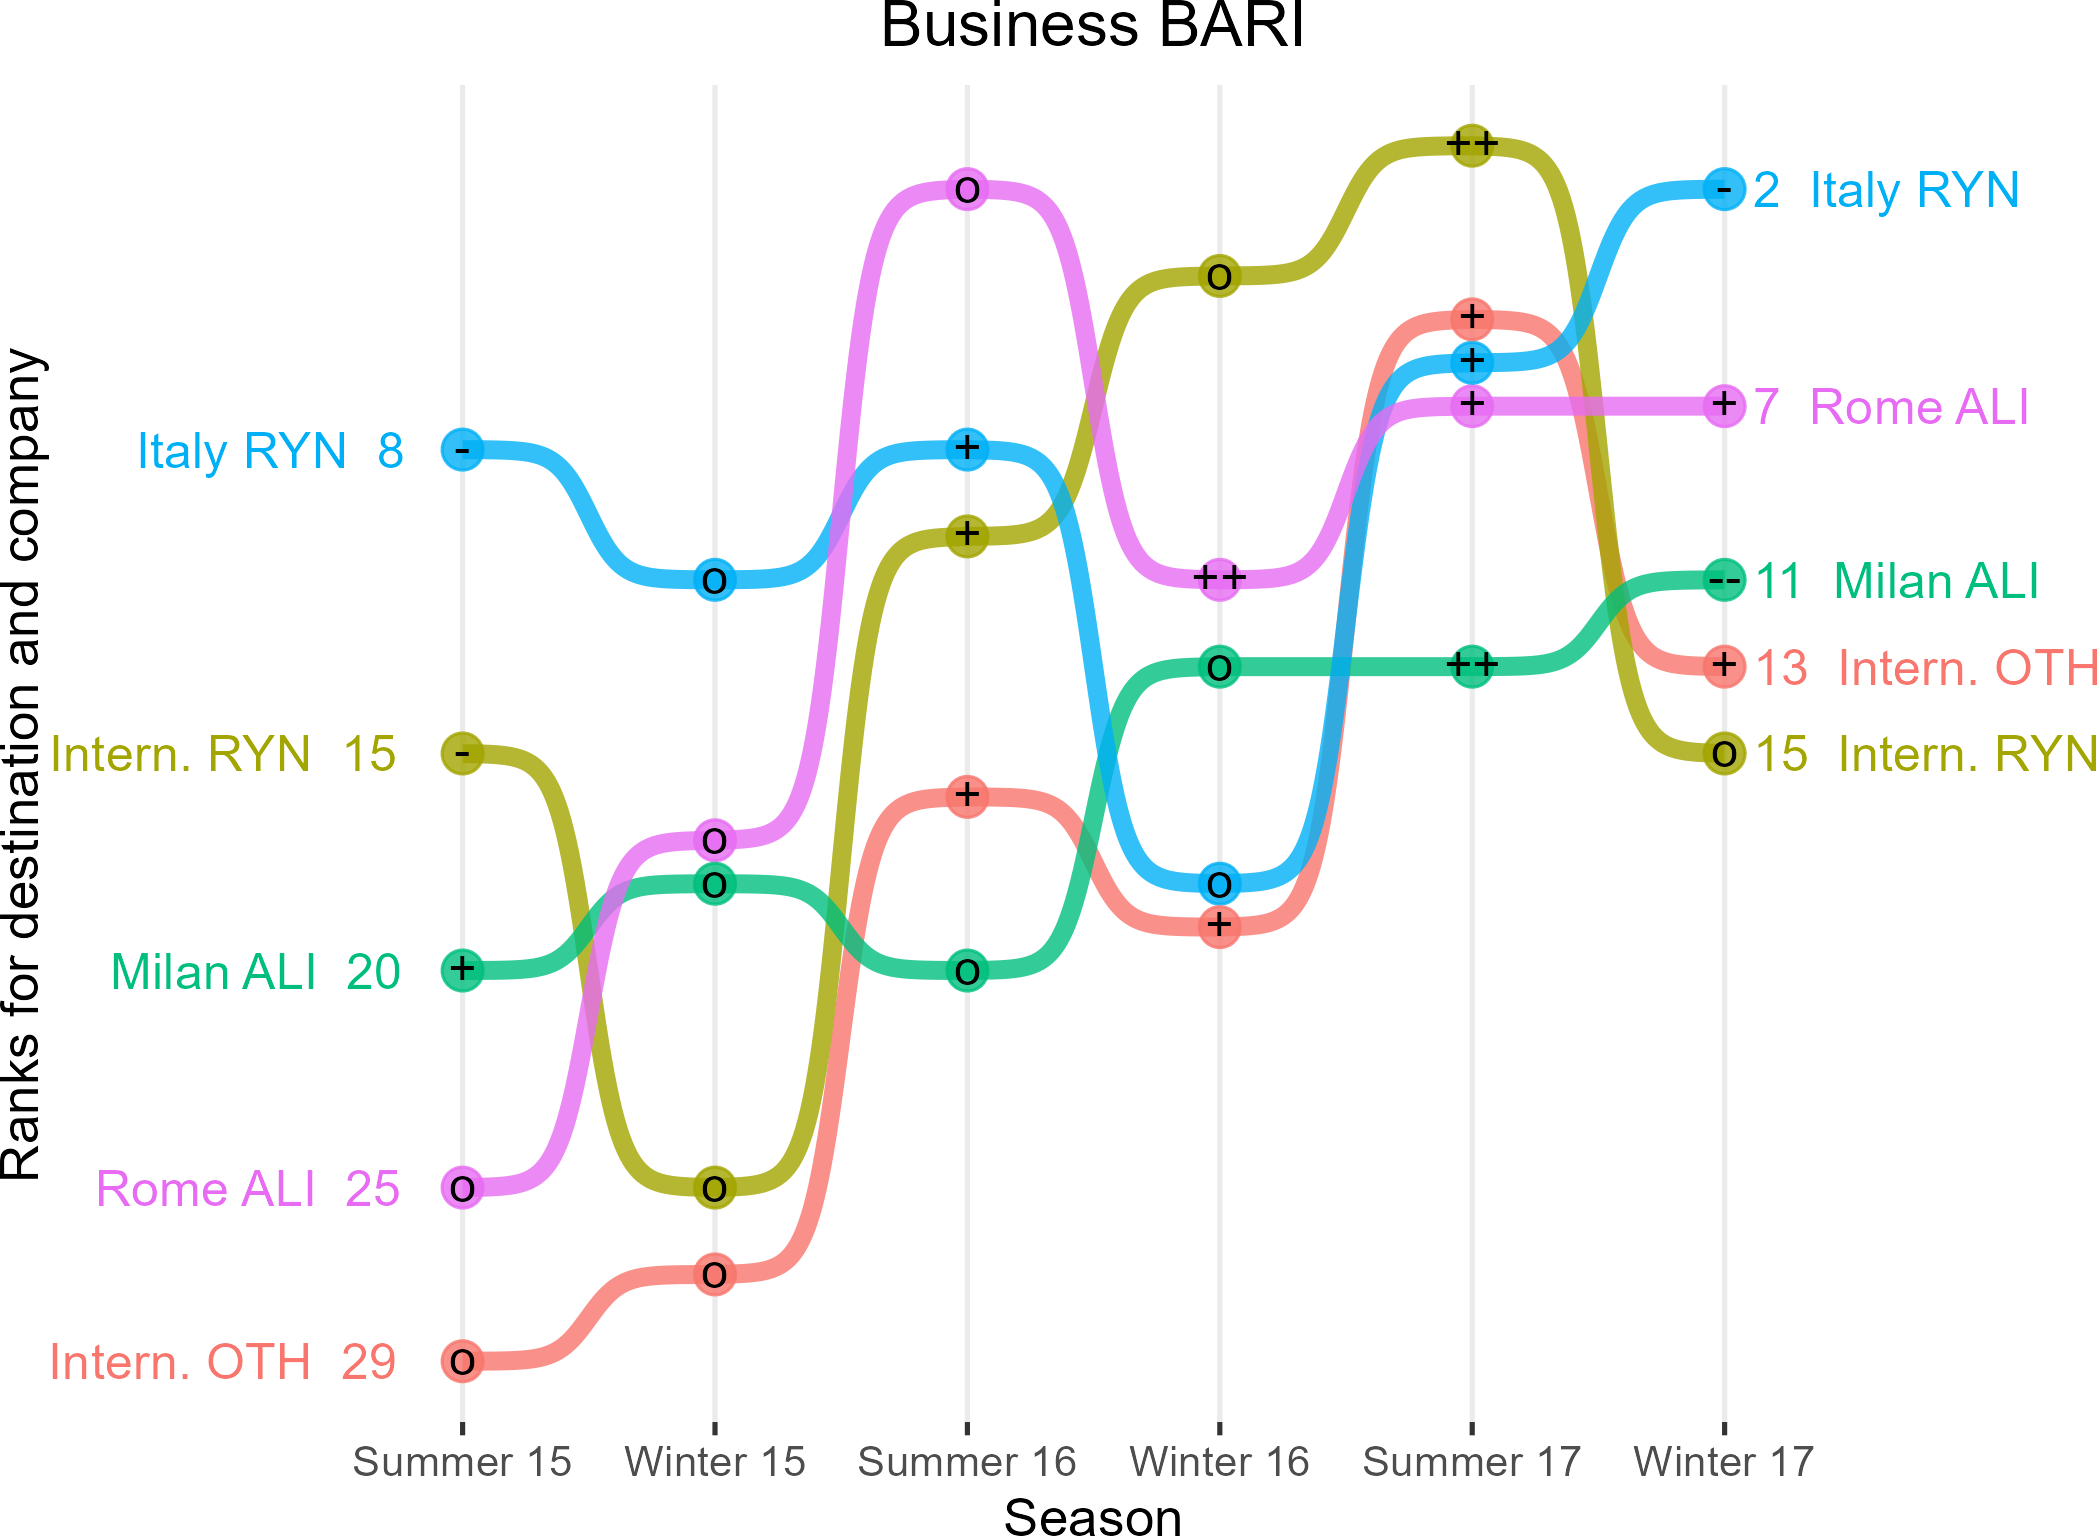 Business BARI
Ranks for destination and company
Italy RYN 8
Intern. RYN 15
Milan ALI 20
Rome ALI 25
Intern. OTH 29
- - + o o
o o o o o
o + + + o
++ o o o +
++ + + + ++
- + -- + o
2 Italy RYN
7 Rome ALI
11 Milan ALI
13 Intern. OTH
15 Intern. RYN
Summer 15 Winter 15 Summer 16 Winter 16 Summer 17 Winter 17
Season